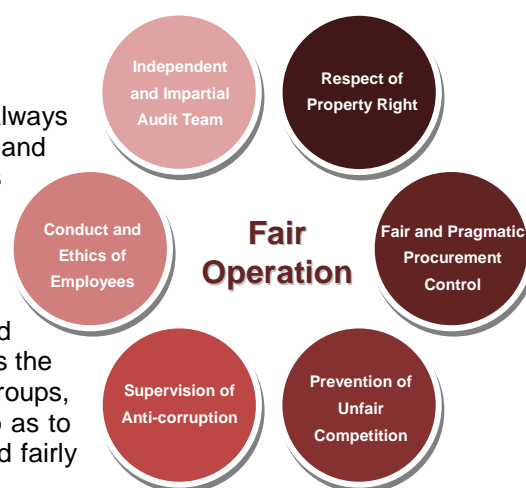 always
and
Independent
and Impartial
Audit Team
Respect of
Property Right
Conduct and
Ethics of
Employees
Fair
Operation
Fair and Pragmatic
Procurement
Control
s the
roups,
as to
d fairly
Supervision of
Anti-corruption
Prevention of
Unfair
Competition